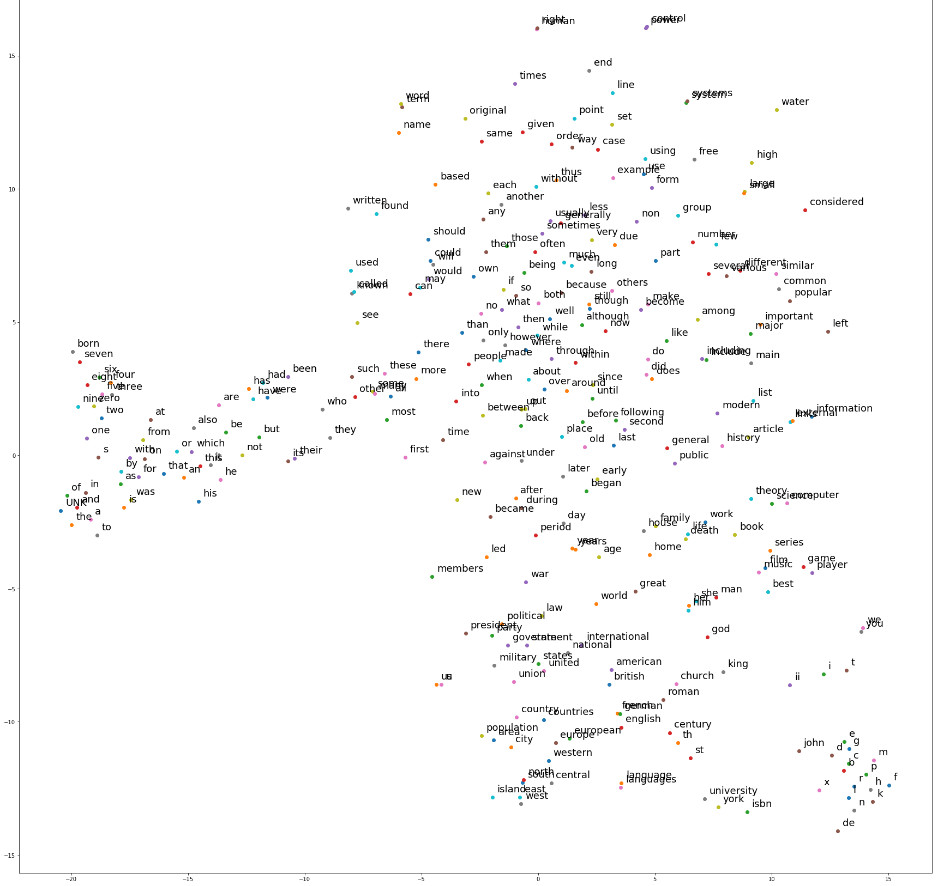 right
human
control
power
15
end
times
line
systems
system
word
term
water
original
point
set
name
given
same
order
way
case
using
free
high
thus
example
use
10
based
without
form
large
small
each
another
written
found
less
considered
any
usually
generally
non
group
sometimes
should
those
very
due
number
few
them
often
could
will
much
even
part
used
would
own
being
long
several
different
various
similar
may
called
known
can
if
so
because
others
common
popular
both
still
make
no
what
though
become
5
see
then
well
although
among
important
major
left
than
while
now
only
however
where
like
born
there
made
seven
people
through
within
do
including
include
main
six
four
eight
been
such
these
more
about
does
had
when
since
five
three
have
were
other
some
many
all
over
around
nine
zero
are
who
into
out
until
list
two
most
between
up
modern
links
external
information
at
also
be
back
before
following
one
from
but
they
time
place
second
article
or
which
not
first
old
last
general
history
0
s
with
on
this
it
its
their
against
under
public
by
that
an
he
later
early
of
in
as
for
theory
science
computer
UNK
and
is
was
his
new
after
began
the
a
during
became
day
family
life
work
to
period
house
death
book
year
years
age
home
series
led
film
music
game
members
war
player
−5
great
she
man
best
world
her
him
political
law
president
party
god
we
you
government
state
international
national
military
states
united
american
king
i
t
us
u
union
british
church
ii
roman
country
countries
french
german
−10
population
area
english
european
century
e
city
europe
th
john
d
g
western
st
c
m
b
p
north
south
central
language
languages
x
r
h
f
island
east
west
university
l
k
york
isbn
n
de
−15
−20
−15
−10
−5
0
5
10
15